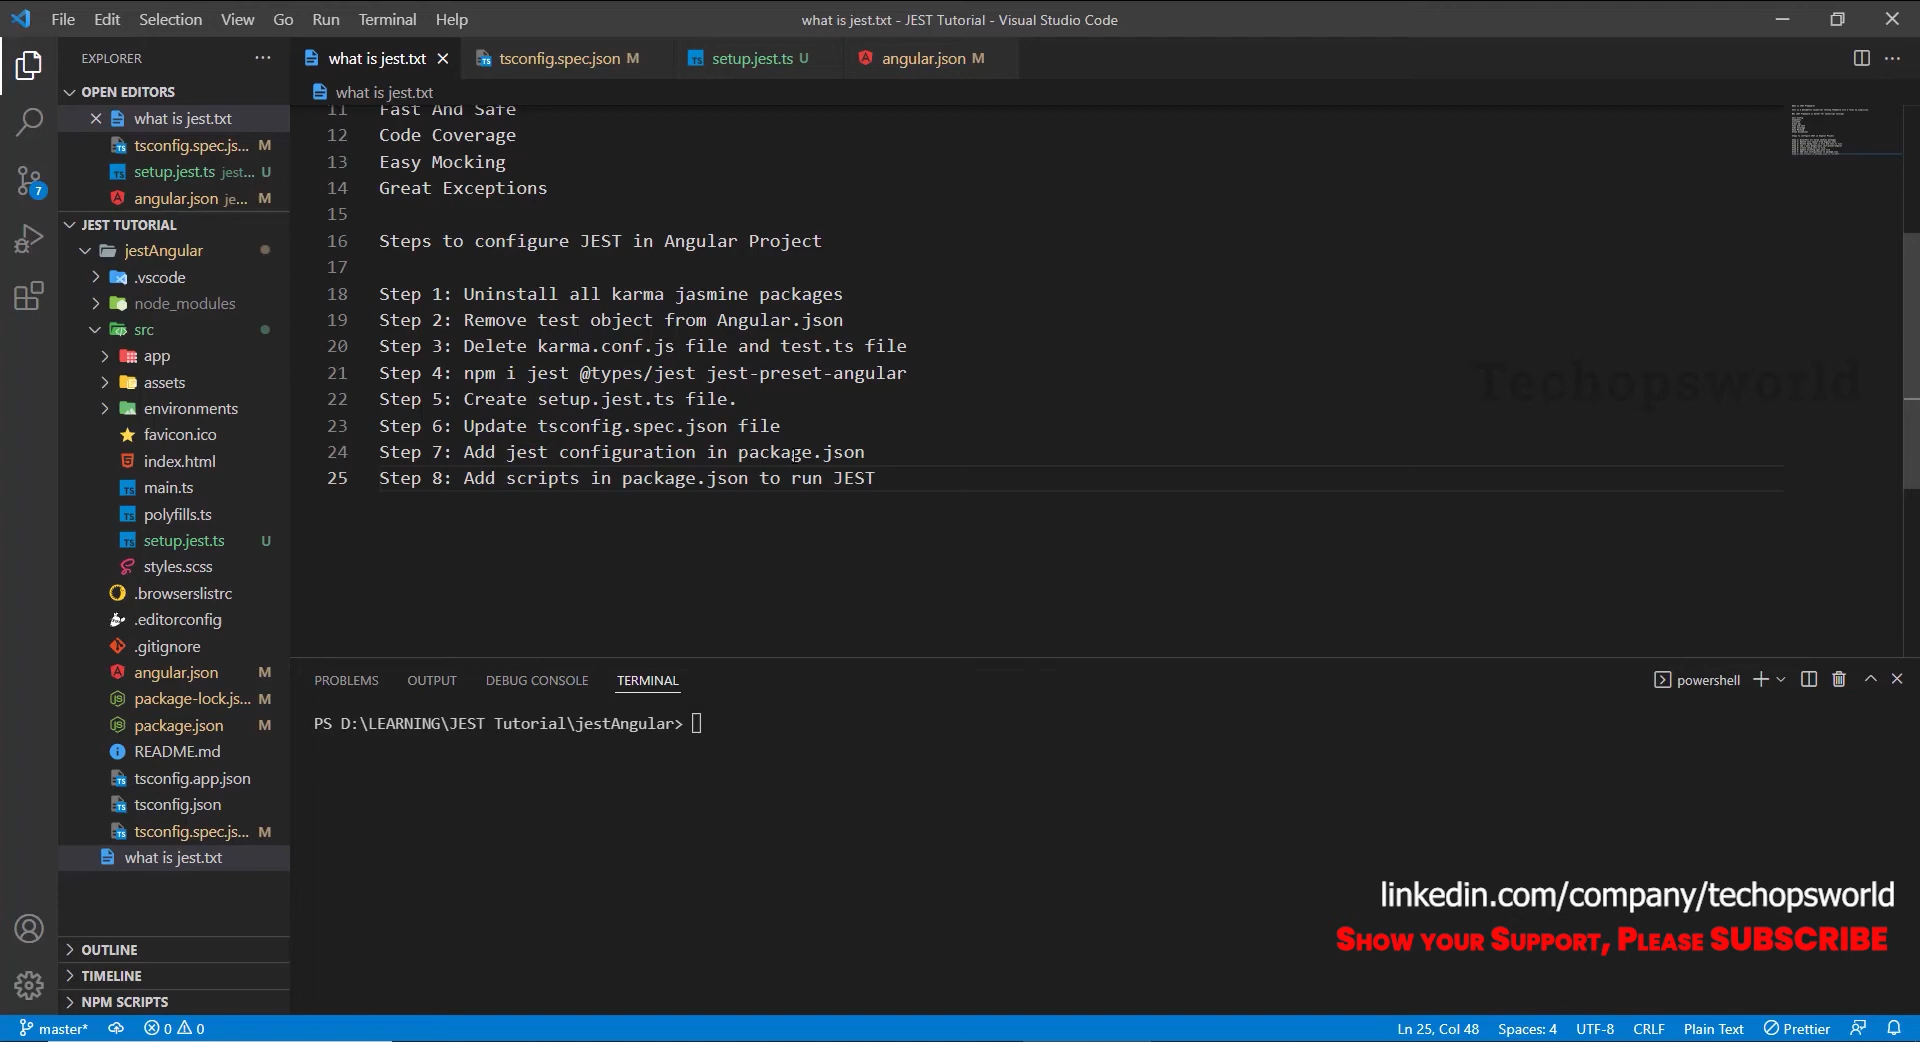 File Edit Selection View Go Run Terminal Help
what is jest.txt - JEST Tutorial - Visual Studio Code
EXPLORER
what is jest.txt
tsconfig.spec.json M
setup.jest.ts U
angular.json M
OPEN EDITORS
what is jest.txt
tsconfig.spec.js... M
setup.jest.ts jest... U
angular.json je... M
JEST TUTORIAL
jestAngular
.vscode
node_modules
src
app
assets
environments
favicon.ico
index.html
main.ts
polyfills.ts
setup.jest.ts U
styles.scss
.browserslistrc
.editorconfig
.gitignore
angular.json M
package-lock.js... M
package.json M
README.md
tsconfig.app.json
tsconfig.json
tsconfig.spec.js... M
what is jest.txt
OUTLINE
TIMELINE
NPM SCRIPTS
7
what is jest.txt
11 Fast And Safe
12 Code Coverage
13 Easy Mocking
14 Great Exceptions
15
16 Steps to configure JEST in Angular Project
17
18 Step 1: Uninstall all karma jasmine packages
19 Step 2: Remove test object from Angular.json
20 Step 3: Delete karma.conf.js file and test.ts file
21 Step 4: npm i jest @types/jest jest-preset-angular
22 Step 5: Create setup.jest.ts file.
23 Step 6: Update tsconfig.spec.json file
24 Step 7: Add jest configuration in package.json
25 Step 8: Add scripts in package.json to run JEST
Techopsworld
PROBLEMS OUTPUT DEBUG CONSOLE TERMINAL
powershell
PS D:\LEARNING\JEST Tutorial\jestAngular>
linkedin.com/company/techopsworld
Show your Support, Please SUBSCRIBE
master* 0 0
Ln 25, Col 48 Spaces: 4 UTF-8 CRLF Plain Text Prettier